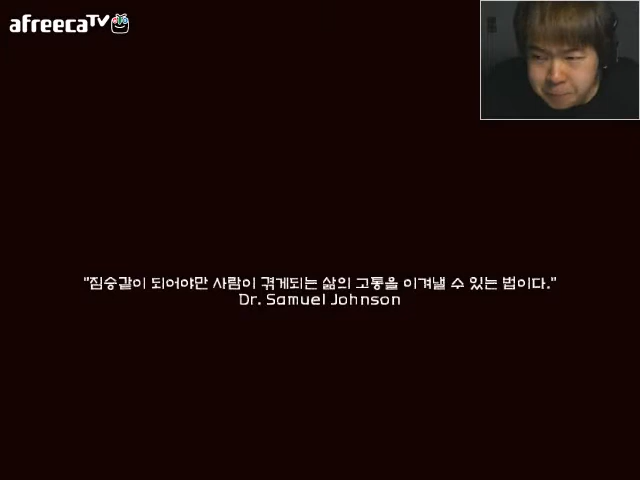 afreecaTV
"짐승같이 되어야만 사람이 겪게되는 삶의 고통을 이겨낼 수 있는 법이다."
Dr. Samuel Johnson